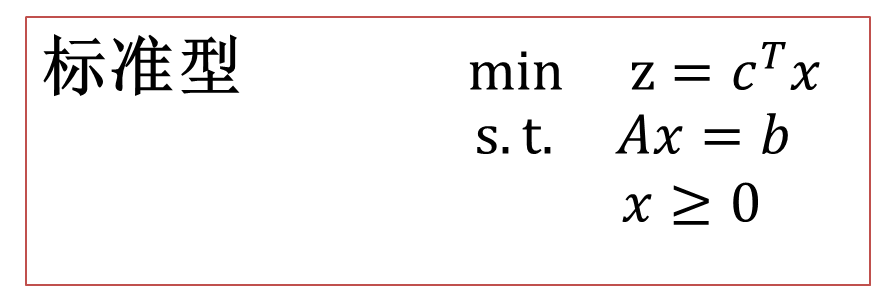 标准型 min z = c^T x
s. t. Ax = b
x ≥ 0